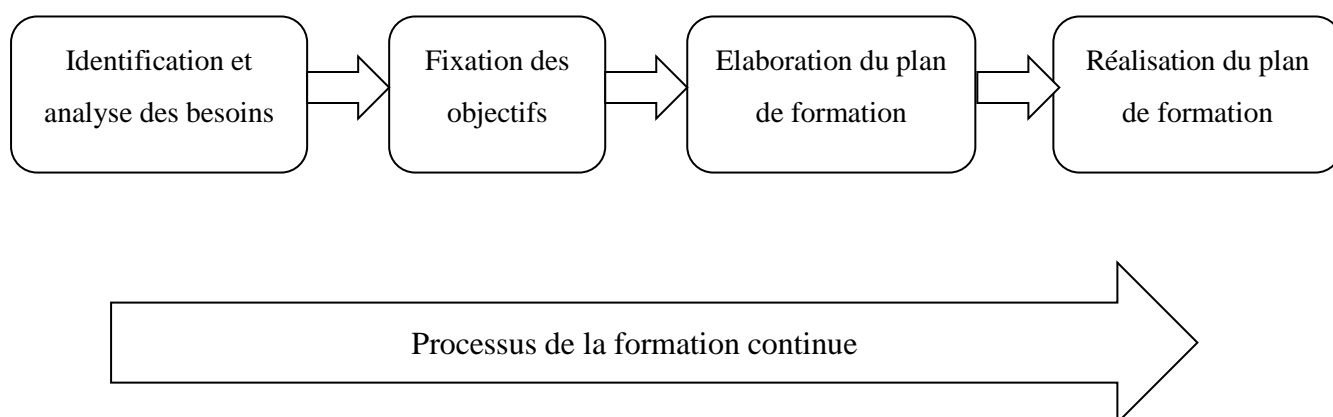 Identification et
analyse des besoins
Fixation des
objectifs
Elaboration du plan
de formation
Réalisation du plan
de formation
Processus de la formation continue